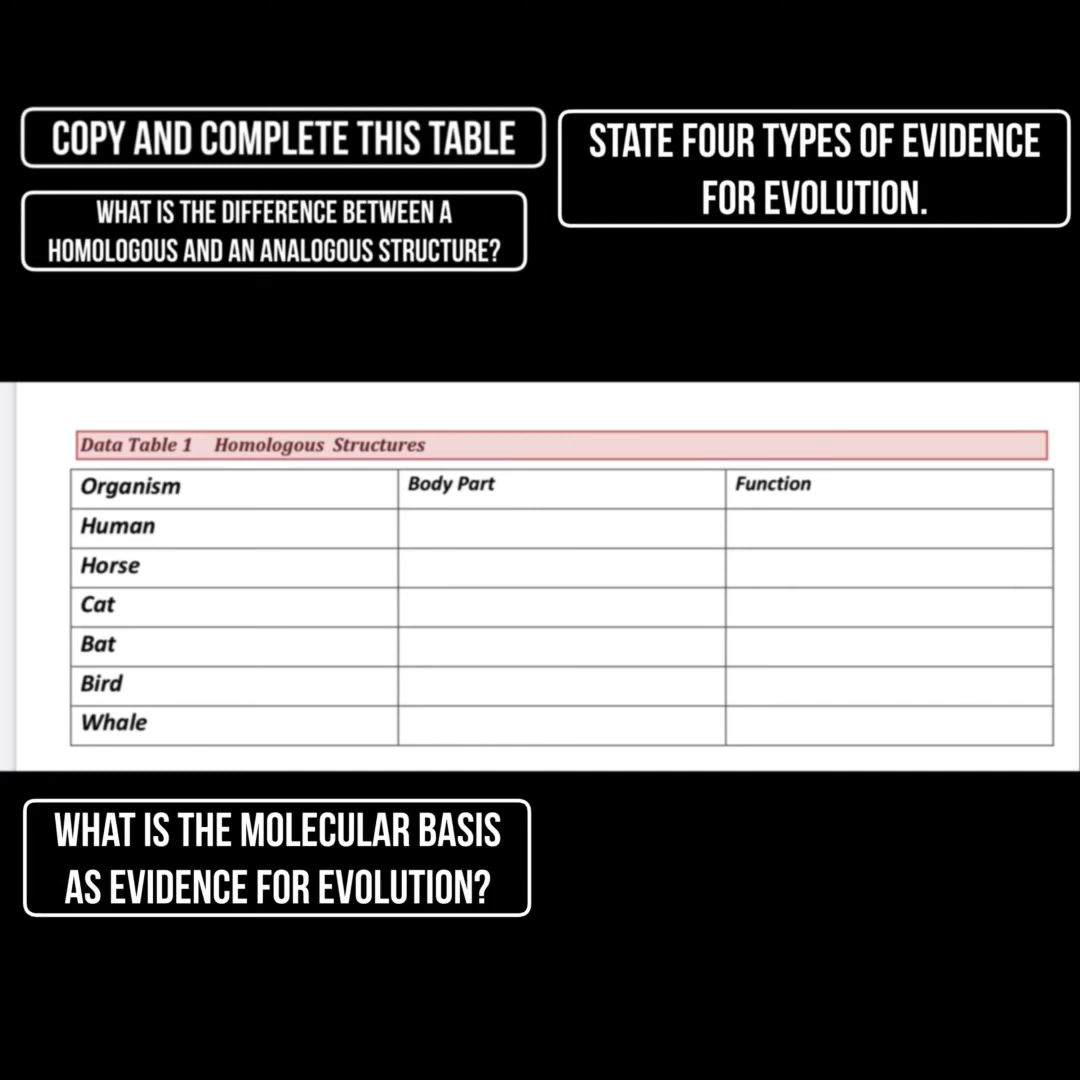 COPY AND COMPLETE THIS TABLE
WHAT IS THE DIFFERENCE BETWEEN A
HOMOLOGOUS AND AN ANALOGOUS STRUCTURE?
STATE FOUR TYPES OF EVIDENCE
FOR EVOLUTION.
Data Table 1 Homologous Structures
Organism Body Part Function
Human
Horse
Cat
Bat
Bird
Whale
WHAT IS THE MOLECULAR BASIS
AS EVIDENCE FOR EVOLUTION?